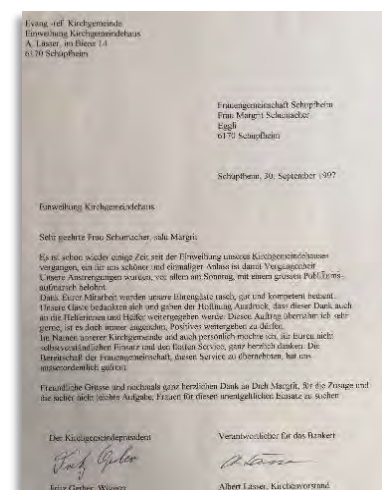 Evang.-ref. Kirchgemeinde
Einweihung Kirchgemeindehaus
A. Lässer, im Bienz 14
6170 Schüpfheim
Frauengemeinschaft Schüpfheim
Frau Margrit Schumacher
Eggli
6170 Schüpfheim
Schüpfheim, 30. September 1997
Einweihung Kirchgemeindehaus
Sehr geehrte Frau Schumacher, salü Margrit
Es ist schon wieder einige Zeit seit der Einweihung unseres Kirchgemeindehauses
vergangen, ein für uns schöner und einmaliger Anlass ist damit Vergangenheit
Unsere Anstrengungen wurden, vor allem am Sonntag, mit einem grossen Publikums-
aufmarsch belohnt.
Dank Eurer Mitarbeit wurden unsere Ehrengäste rasch, gut und kompetent bedient.
Unsere Gäste bedankten sich und gaben der Hoffnung Ausdruck, dass dieser Dank auch
an die Helferinnen und Helfer weitergegeben werde. Diesen Auftrag übernehm ich sehr
gerne, ist es doch immer angenehm, Positives weitergeben zu dürfen.
Im Namen unserer Kirchgemeinde und auch persönlich möchte ich, für Euren nicht
selbstverständlichen Einsatz und den flotten Service, ganz herzlich danken. Die
Bereitschaft der Frauengemeinschaft, diesen Service zu übernehmen, hat uns
ausserordentlich gefreut.
Freundliche Grüsse und nochmals ganz herzlichen Dank an Dich Margrit, für die Zusage und
die sicher nicht leichte Aufgabe, Frauen für diesen unentgeltlichen Einsatz zu suchen
Der Kirchgemeindepräsident
Verantwortlicher für das Bankett
Fritz Gerber
A. Lässer
Fritz Gerber, Wiggen
Albert Lässer, Kirchenvorstand